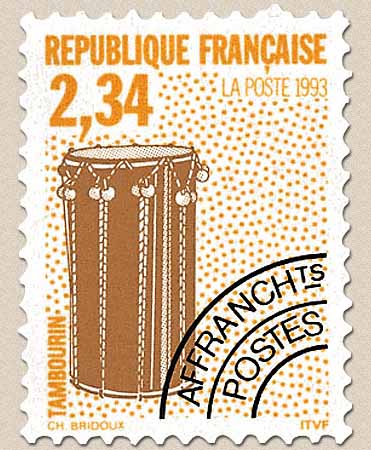 REPUBLIQUE FRANÇAISE
2,34
LA POSTE 1993
TAMBOURIN
AFFRANCHTS
POSTES
CH. BRIDOUX
ITVF